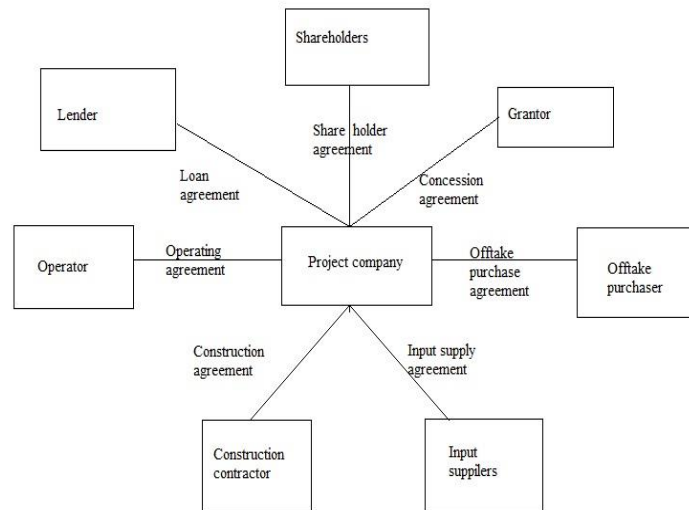 Shareholders
Lender
Grantor
Share holder
agreement
Loan
agreement
Concession
agreement
Operator
Operating
agreement
Project company
Offtake
purchase
agreement
Offtake
purchaser
Construction
agreement
Input supply
agreement
Construction
contractor
Input
suppilers